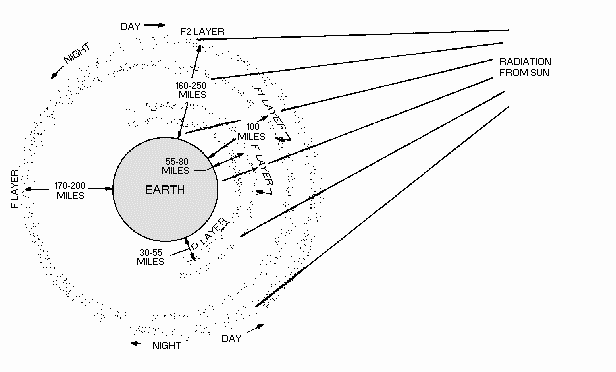 DAY
F2 LAYER
NIGHT
RADIATION
FROM SUN
160-250
MILES
F1 LAYER
100
MILES
55-80
MILES
F LAYER
EARTH
F LAYER
170-200
MILES
D LAYER
30-55
MILES
NIGHT
DAY